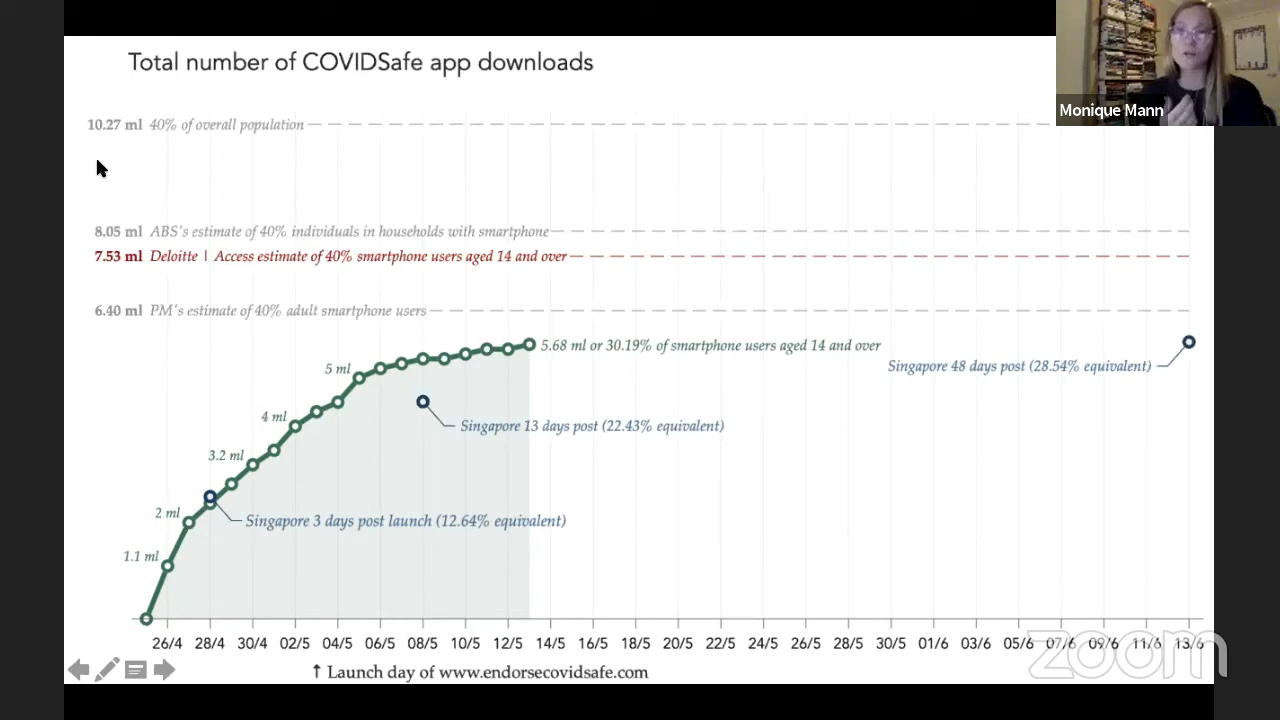 Total number of COVIDSafe app downloads
Monique Mann
10.27 ml 40% of overall population
8.05 ml ABS's estimate of 40% individuals in households with smartphone
7.53 ml Deloitte | Access estimate of 40% smartphone users aged 14 and over
6.40 ml PM's estimate of 40% adult smartphone users
5.68 ml or 30.19% of smartphone users aged 14 and over
Singapore 48 days post (28.54% equivalent)
5 ml
4 ml
Singapore 13 days post (22.43% equivalent)
3.2 ml
2 ml
Singapore 3 days post launch (12.64% equivalent)
1.1 ml
26/4 28/4 30/4 02/5 04/5 06/5 08/5 10/5 12/5 14/5 16/5 18/5 20/5 22/5 24/5 26/5 28/5 30/5 01/6 03/6 05/6 07/6 09/6 11/6 13/6
zoom
↑ Launch day of www.endorsecovidsafe.com